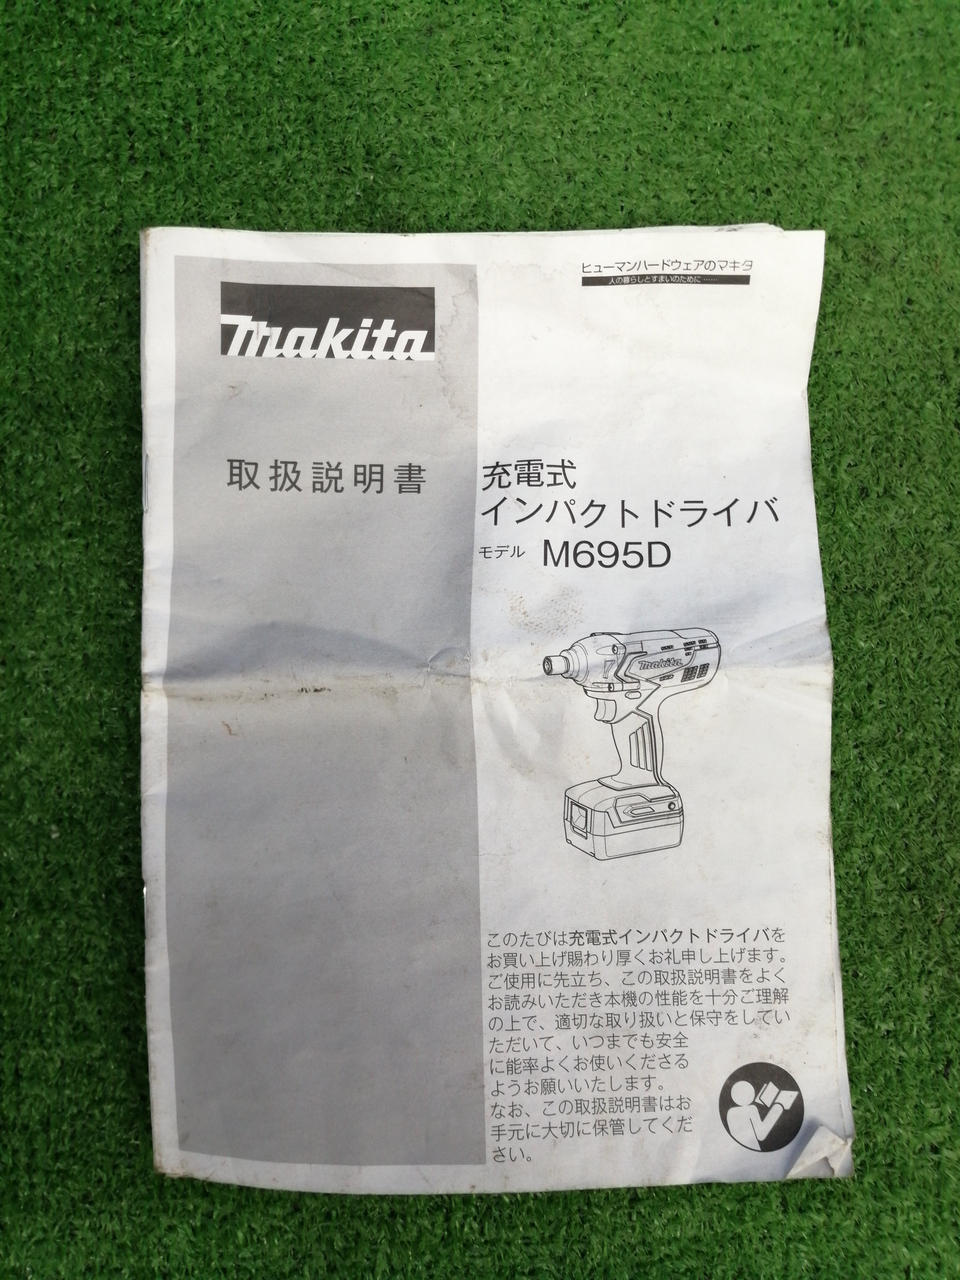 makita
ヒューマンハードウェアのマキタ
人の暮らしとすまいのために……
取扱説明書
充電式
インパクトドライバ
モデル M695D
makita
このたびは充電式インパクトドライバを
お買い上げ賜わり厚くお礼申し上げます。
ご使用に先立ち、この取扱説明書をよく
お読みいただき本機の性能を十分ご理解
の上で、適切な取り扱いと保守をしてい
ただいて、いつまでも安全
に能率よくお使いくださる
ようお願いいたします。
なお、この取扱説明書はお
手元に大切に保管してくだ
さい。